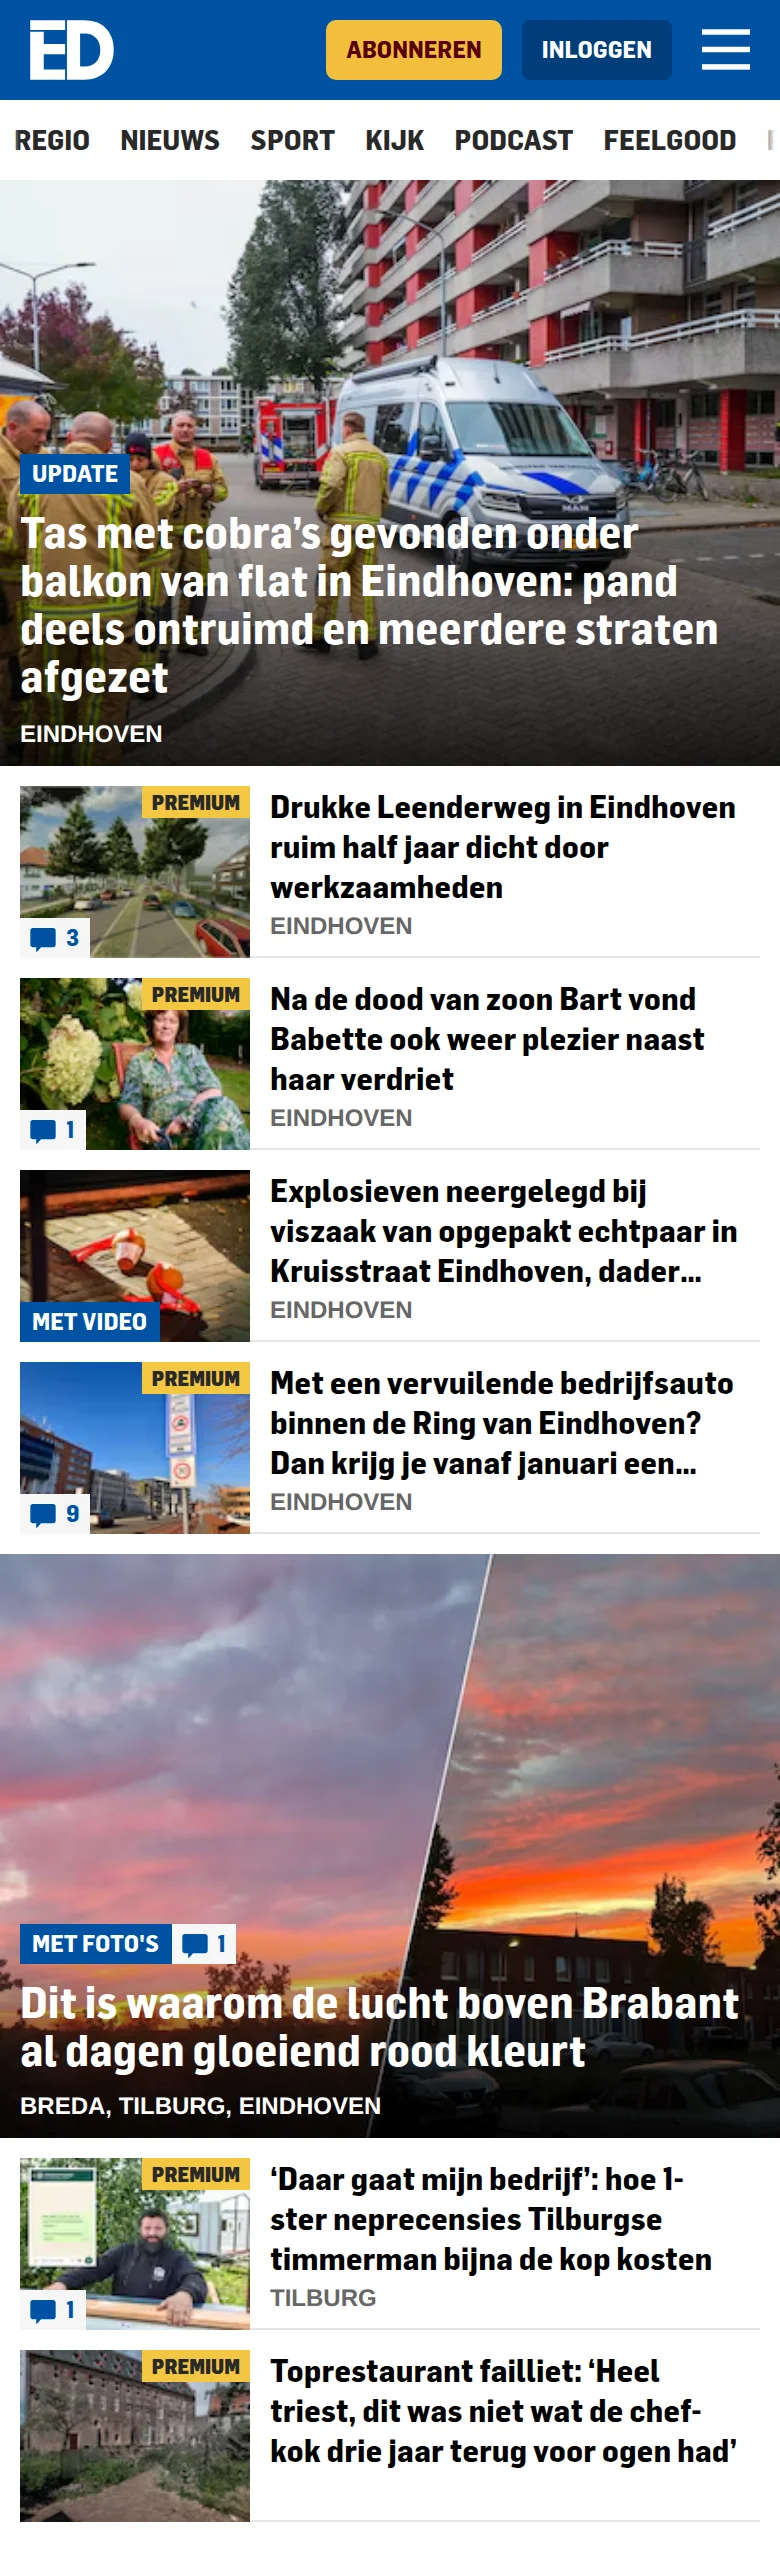 ED
ABONNEREN
INLOGGEN
REGIO NIEUWS SPORT KIJK PODCAST FEELGOOD
UPDATE
Tas met cobra’s gevonden onder
balkon van flat in Eindhoven: pand
deels ontruimd en meerdere straten
afgezet
EINDHOVEN
PREMIUM
3
Drukke Leenderweg in Eindhoven
ruim half jaar dicht door
werkzaamheden
EINDHOVEN
PREMIUM
1
Na de dood van zoon Bart vond
Babette ook weer plezier naast
haar verdriet
EINDHOVEN
MET VIDEO
Explosieven neergelegd bij
viszaak van opgepakt echtpaar in
Kruisstraat Eindhoven, dader...
EINDHOVEN
PREMIUM
9
Met een vervuilende bedrijfsauto
binnen de Ring van Eindhoven?
Dan krijg je vanaf januari een...
EINDHOVEN
MET FOTO'S 1
Dit is waarom de lucht boven Brabant
al dagen gloeiend rood kleurt
BREDA, TILBURG, EINDHOVEN
PREMIUM
1
‘Daar gaat mijn bedrijf’: hoe 1-
ster neprecensies Tilburgse
timmerman bijna de kop kosten
TILBURG
PREMIUM
Toprestaurant failliet: ‘Heel
triest, dit was niet wat de chef-
kok drie jaar terug voor ogen had’